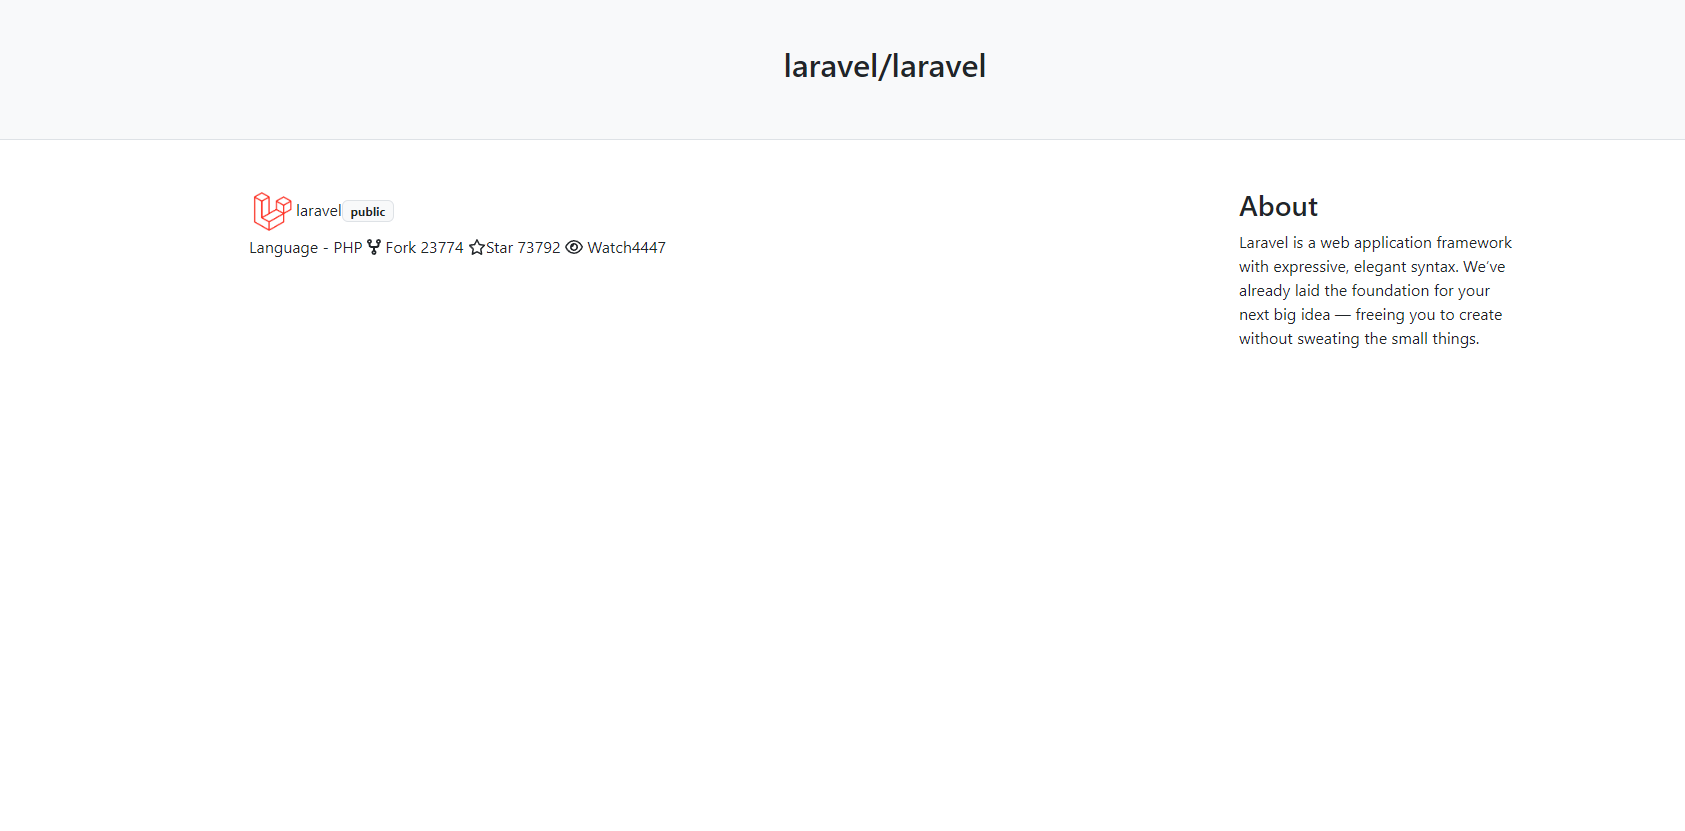 laravel/laravel
laravel public
Language - PHP Fork 23774 Star 73792 Watch4447
About
Laravel is a web application framework
with expressive, elegant syntax. We’ve
already laid the foundation for your
next big idea — freeing you to create
without sweating the small things.